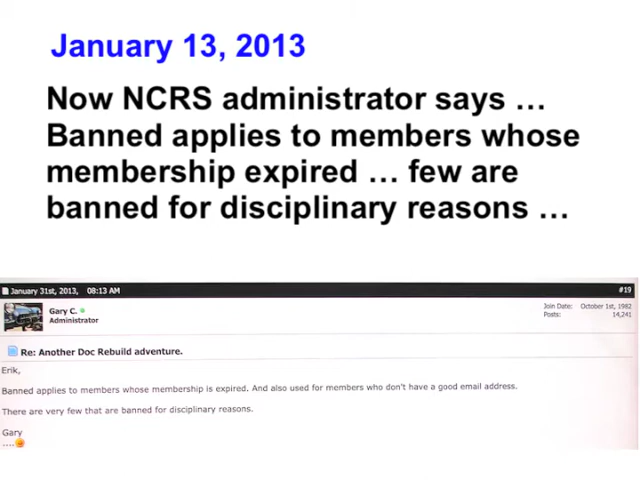 January 13, 2013
Now NCRS administrator says …
Banned applies to members whose
membership expired … few are
banned for disciplinary reasons …
January 31st, 2013, 08:13 AM
#19
Gary C.
Administrator
Join Date: October 1st, 1982
Posts: 14,241
Re: Another Doc Rebuild adventure.
Erik,
Banned applies to members whose membership is expired. And also used for members who don't have a good email address.
There are very few that are banned for disciplinary reasons.
Gary
....